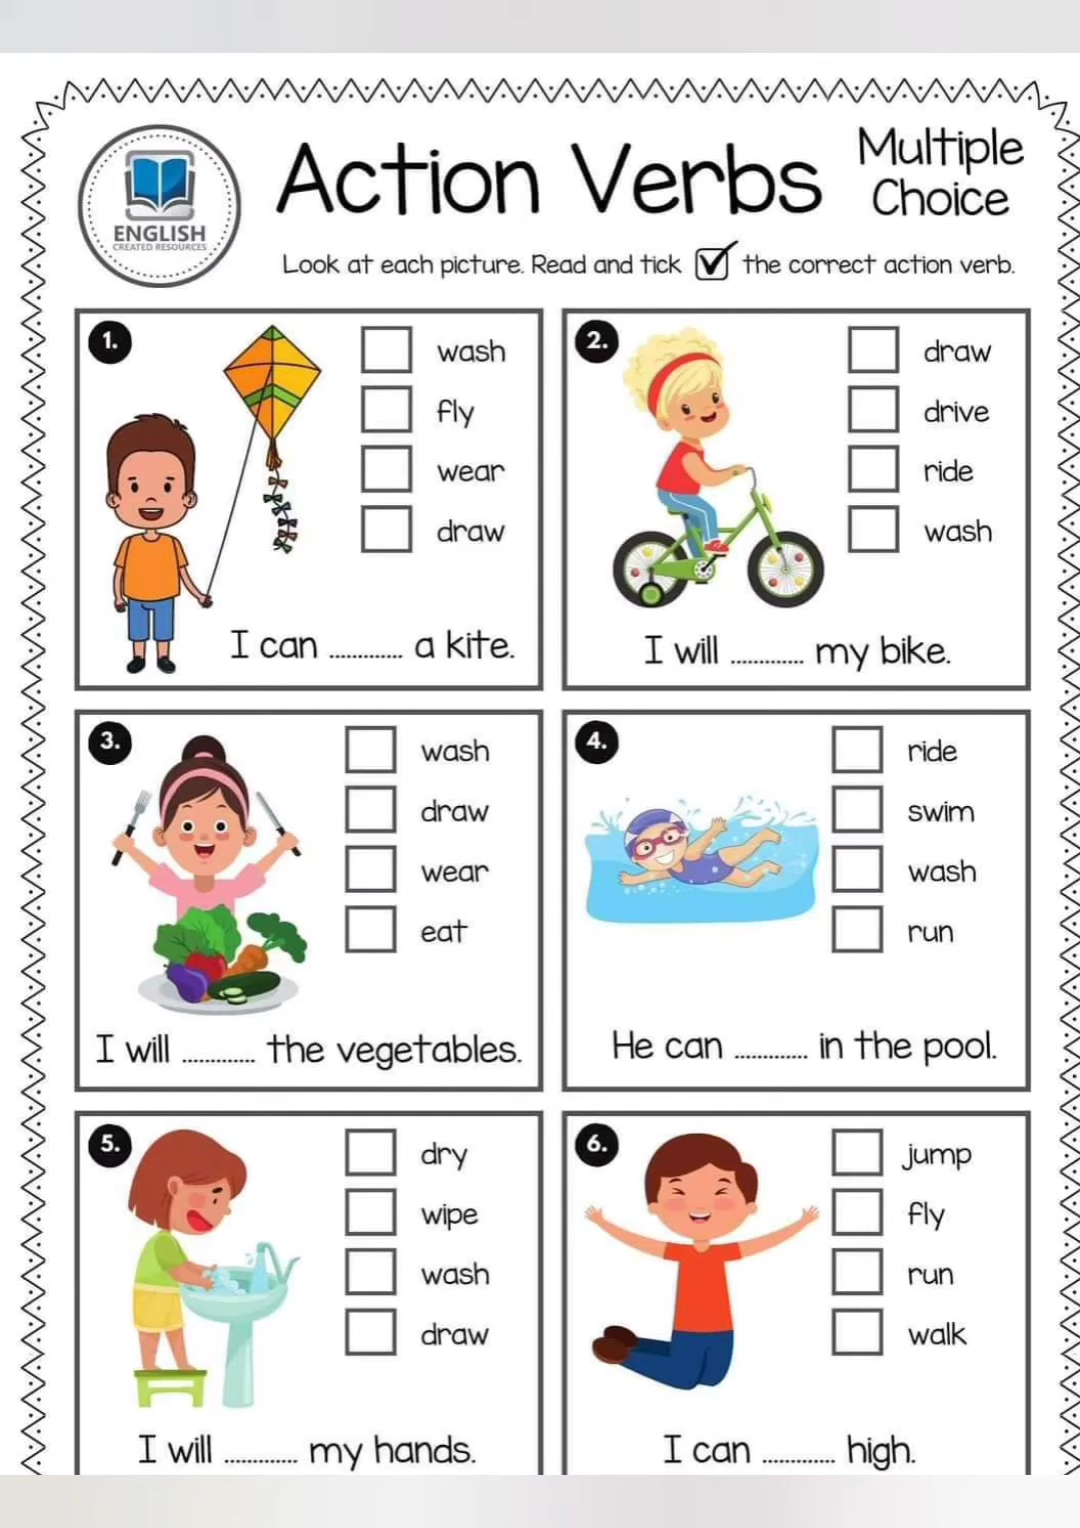 ENGLISH
CREATED RESOURCES
Action Verbs
Multiple
Choice
Look at each picture. Read and tick the correct action verb.
1.
wash
fly
wear
draw
I can ............ a kite.
2.
draw
drive
ride
wash
I will ............ my bike.
3.
wash
draw
wear
eat
I will ............ the vegetables.
4.
ride
swim
wash
run
He can ............ in the pool.
5.
dry
wipe
wash
draw
I will ............ my hands.
6.
jump
fly
run
walk
I can ............ high.